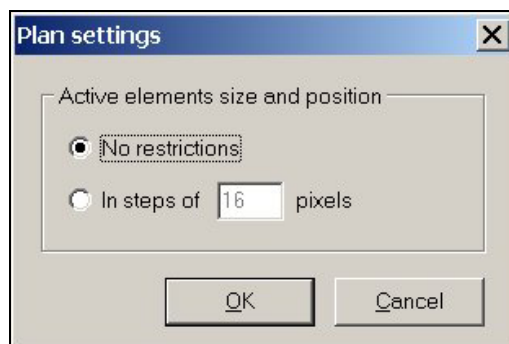 Plan settings
Active elements size and position
No restrictions
In steps of 16 pixels
OK Cancel